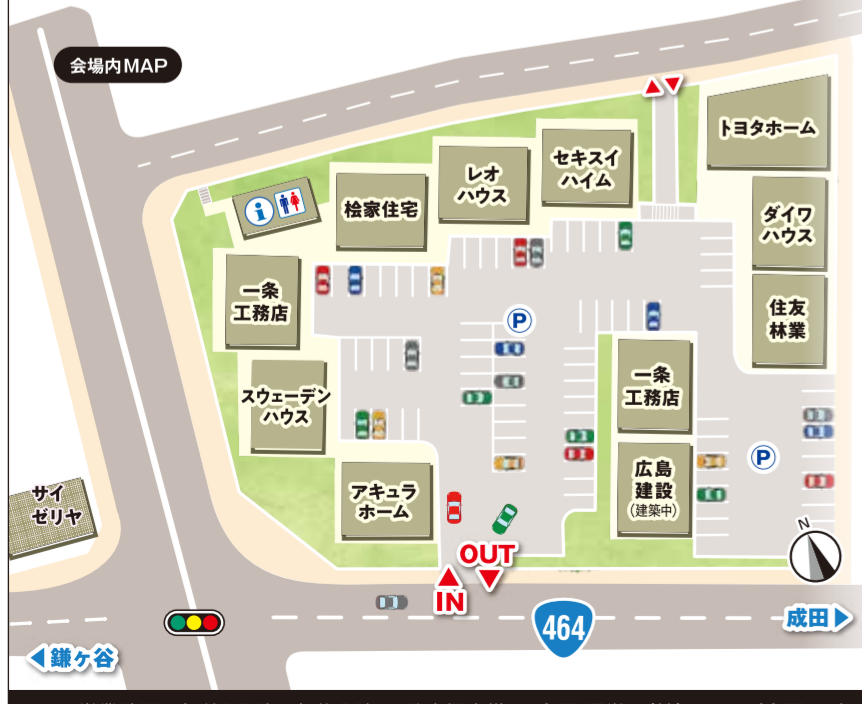 会場内MAP
トヨタホーム
セキスイ
ハイム
レオ
ハウス
桧家住宅
i
ダイワ
ハウス
一条
工務店
住友
林業
P
スウェーデン
ハウス
一条
工務店
アキュラ
ホーム
広島
建設
(建築中)
P
サイ
ゼリヤ
N
OUT
IN
464
成田
鎌ヶ谷